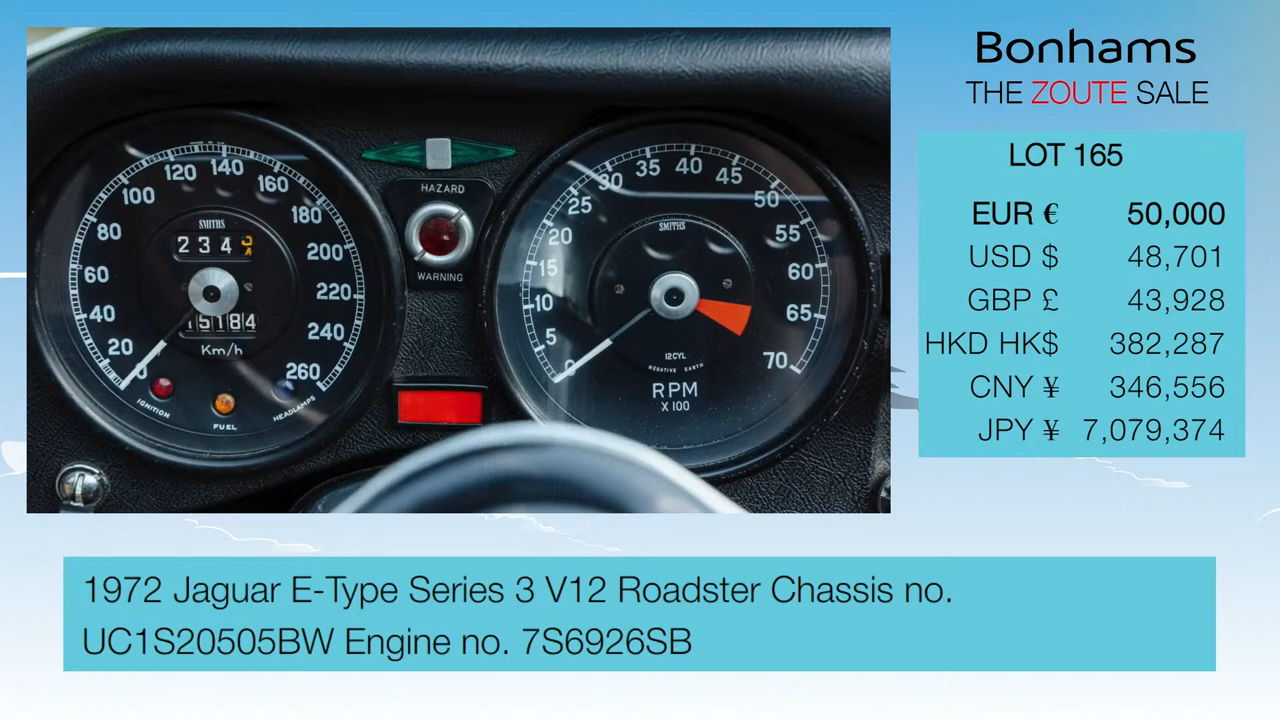 Bonhams
THE ZOUTE SALE
LOT 165
EUR € 50,000
USD $ 48,701
GBP £ 43,928
HKD HK$ 382,287
CNY ¥ 346,556
JPY ¥ 7,079,374
0 20 40 60 80 100 120 140 160 180 200 220 240 260
SMITHS
234
15184
Km/h
IGNITION
FUEL
HEADLAMPS
HAZARD
WARNING
0 5 10 15 20 25 30 35 40 45 50 55 60 65 70
SMITHS
12CYL
NEGATIVE EARTH
RPM
X 100
1972 Jaguar E-Type Series 3 V12 Roadster Chassis no.
UC1S20505BW Engine no. 7S6926SB